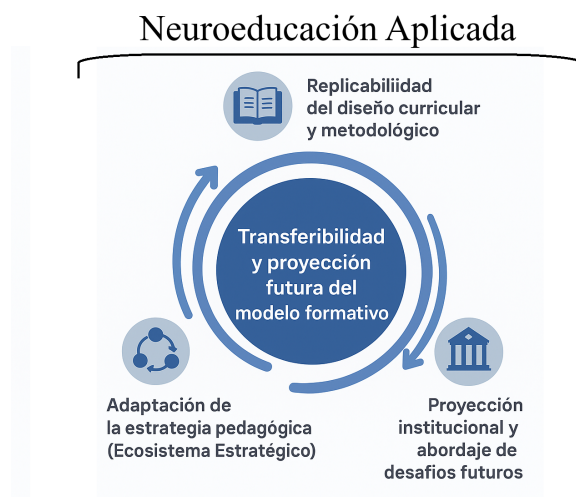 Neuroeducación Aplicada
Replicabiliidad
del diseño curricular
y metodológico
Transferibilidad
y proyección
futura del
modelo formativo
Adaptación de
la estrategia pedagógica
(Ecosistema Estratégico)
Proyección
institucional y
abordaje de
desafios futuros